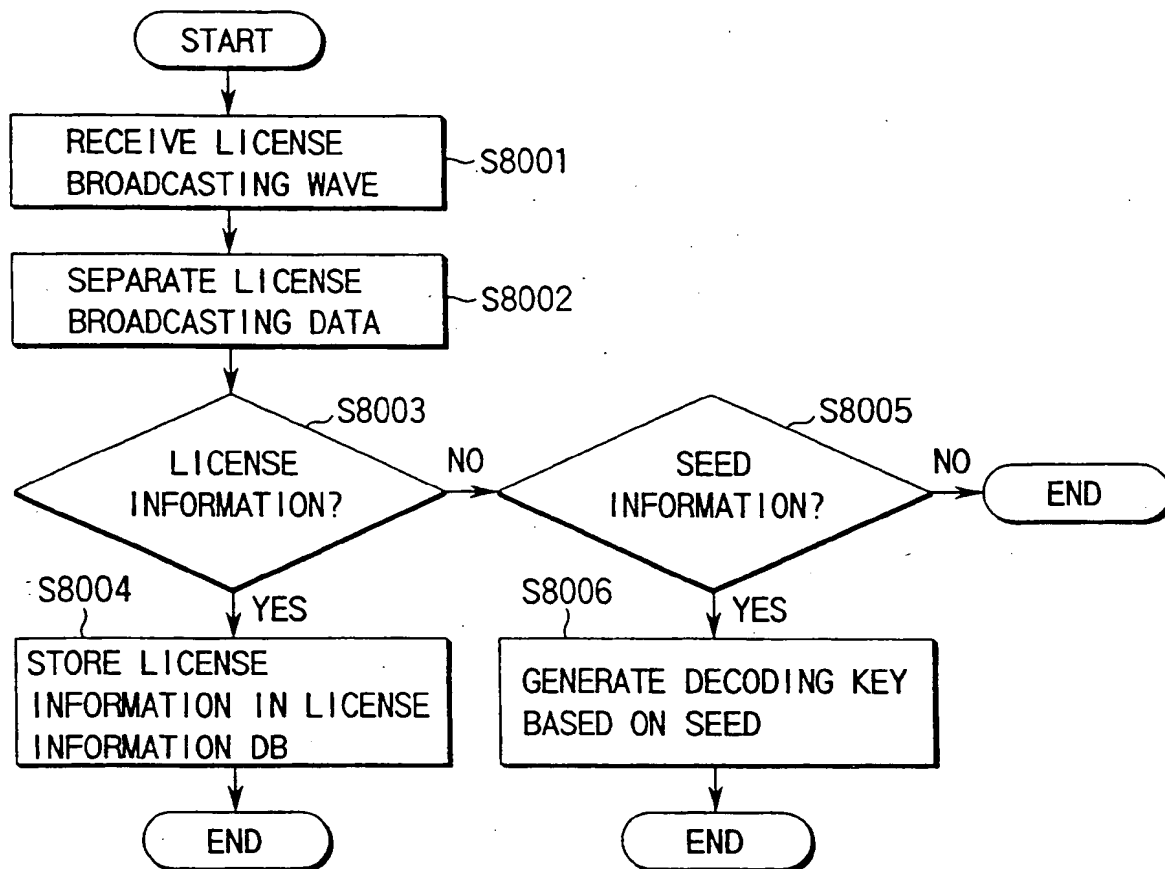 START
RECEIVE LICENSE
BROADCASTING WAVE
S8001
SEPARATE LICENSE
BROADCASTING DATA
S8002
S8003
LICENSE
INFORMATION?
NO
S8005
SEED
INFORMATION?
NO
END
S8004
YES
STORE LICENSE
INFORMATION IN LICENSE
INFORMATION DB
END
S8006
YES
GENERATE DECODING KEY
BASED ON SEED
END